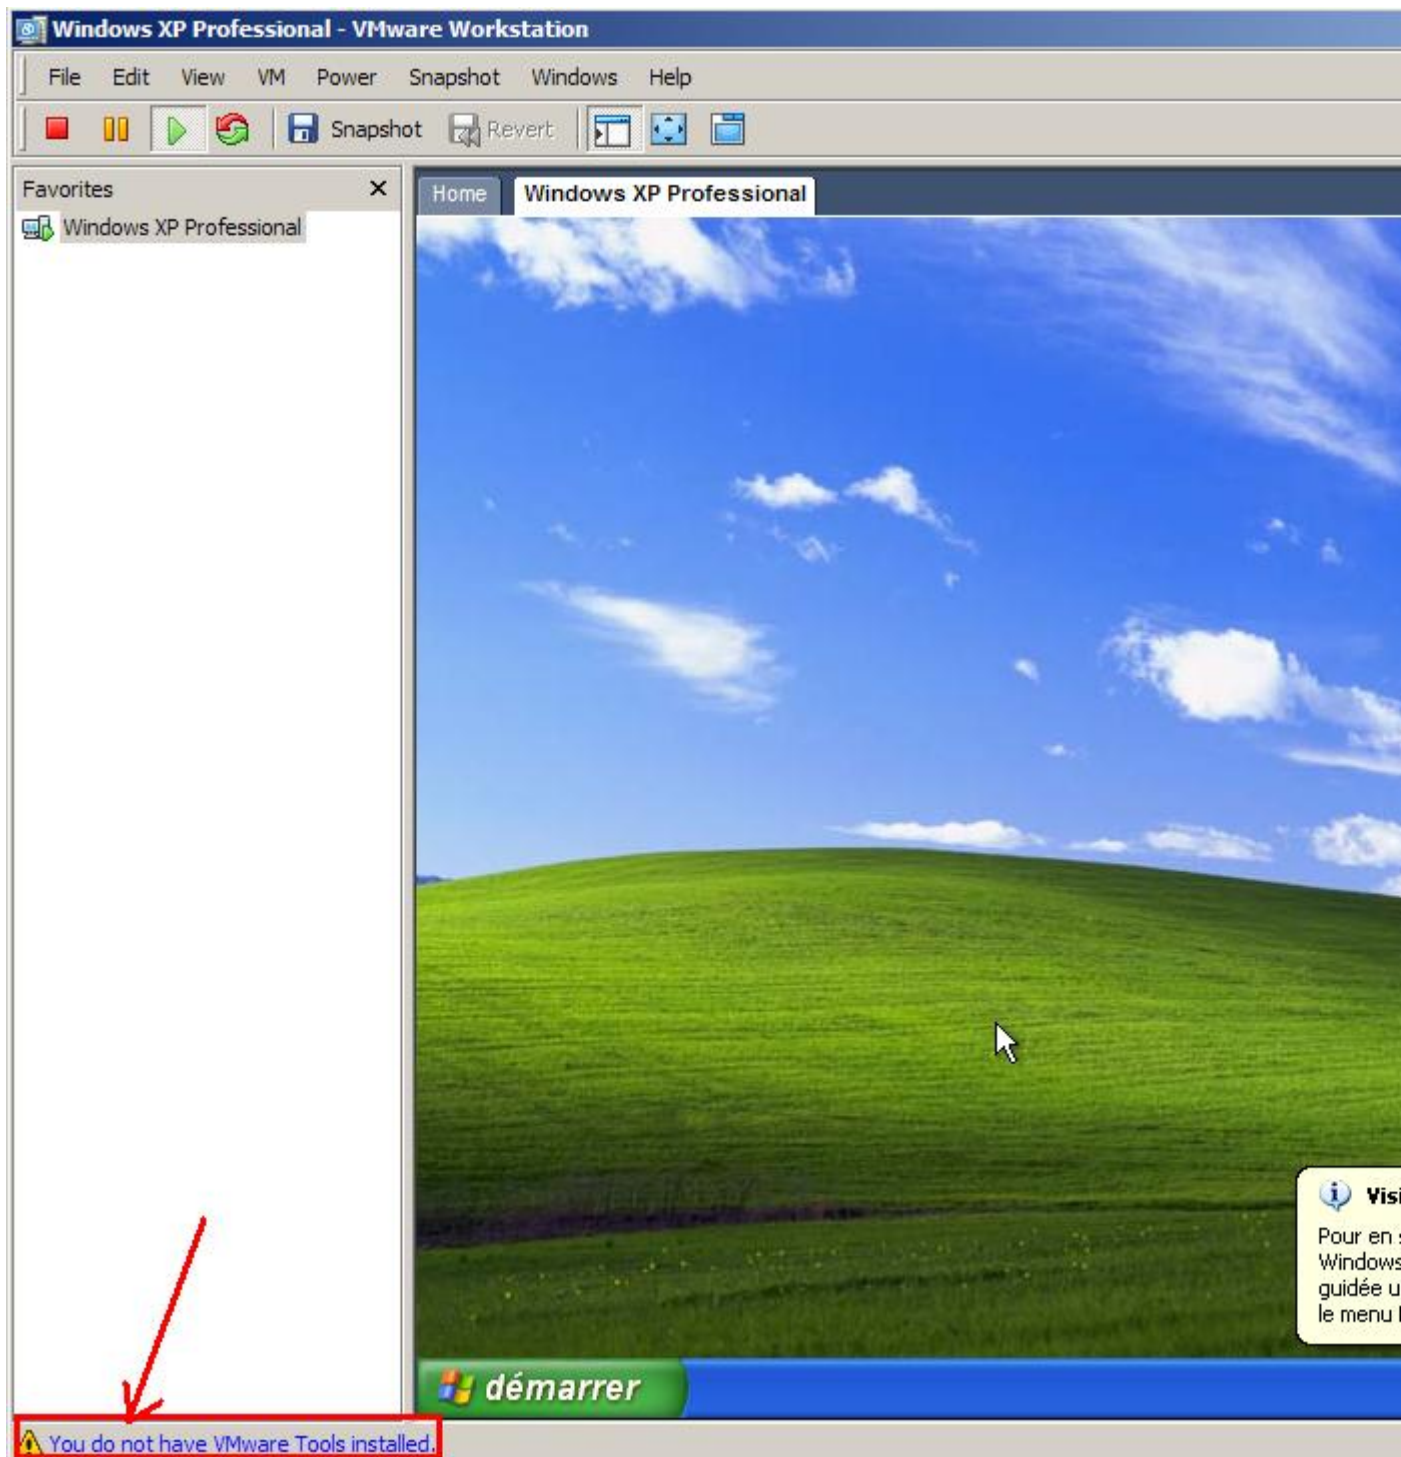 Windows XP Professional - VMware Workstation
File Edit View VM Power Snapshot Windows Help
Snapshot Revert
Favorites
Windows XP Professional
Home Windows XP Professional
Pour en
Windows
guidée
le menu
démarrer
You do not have VMware Tools installed.